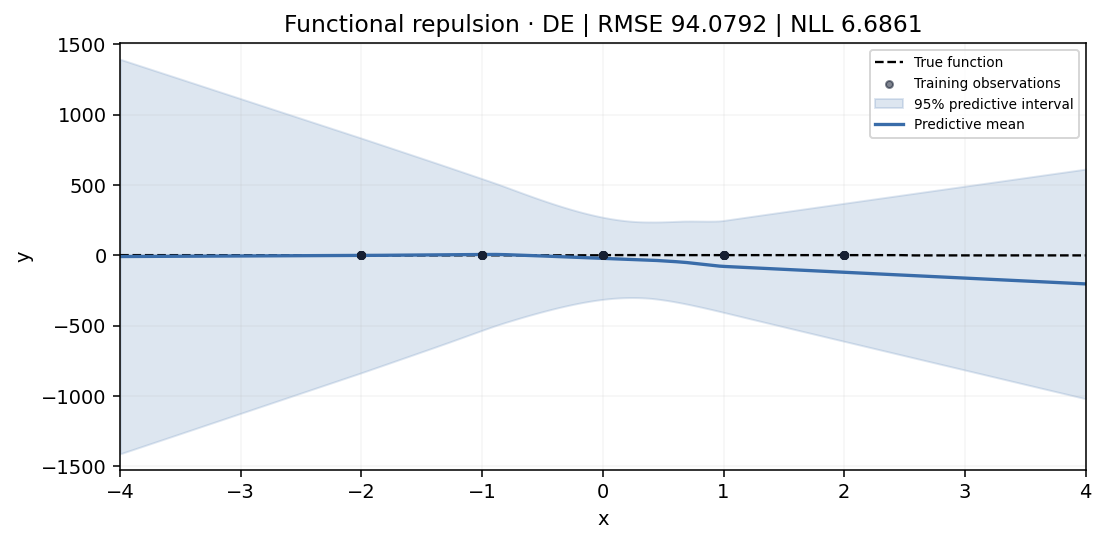 Functional repulsion · DE | RMSE 94.0792 | NLL 6.6861
1500
1000
500
0
−500
−1000
−1500
y
True function
Training observations
95% predictive interval
Predictive mean
−4 −3 −2 −1 0 1 2 3 4
x